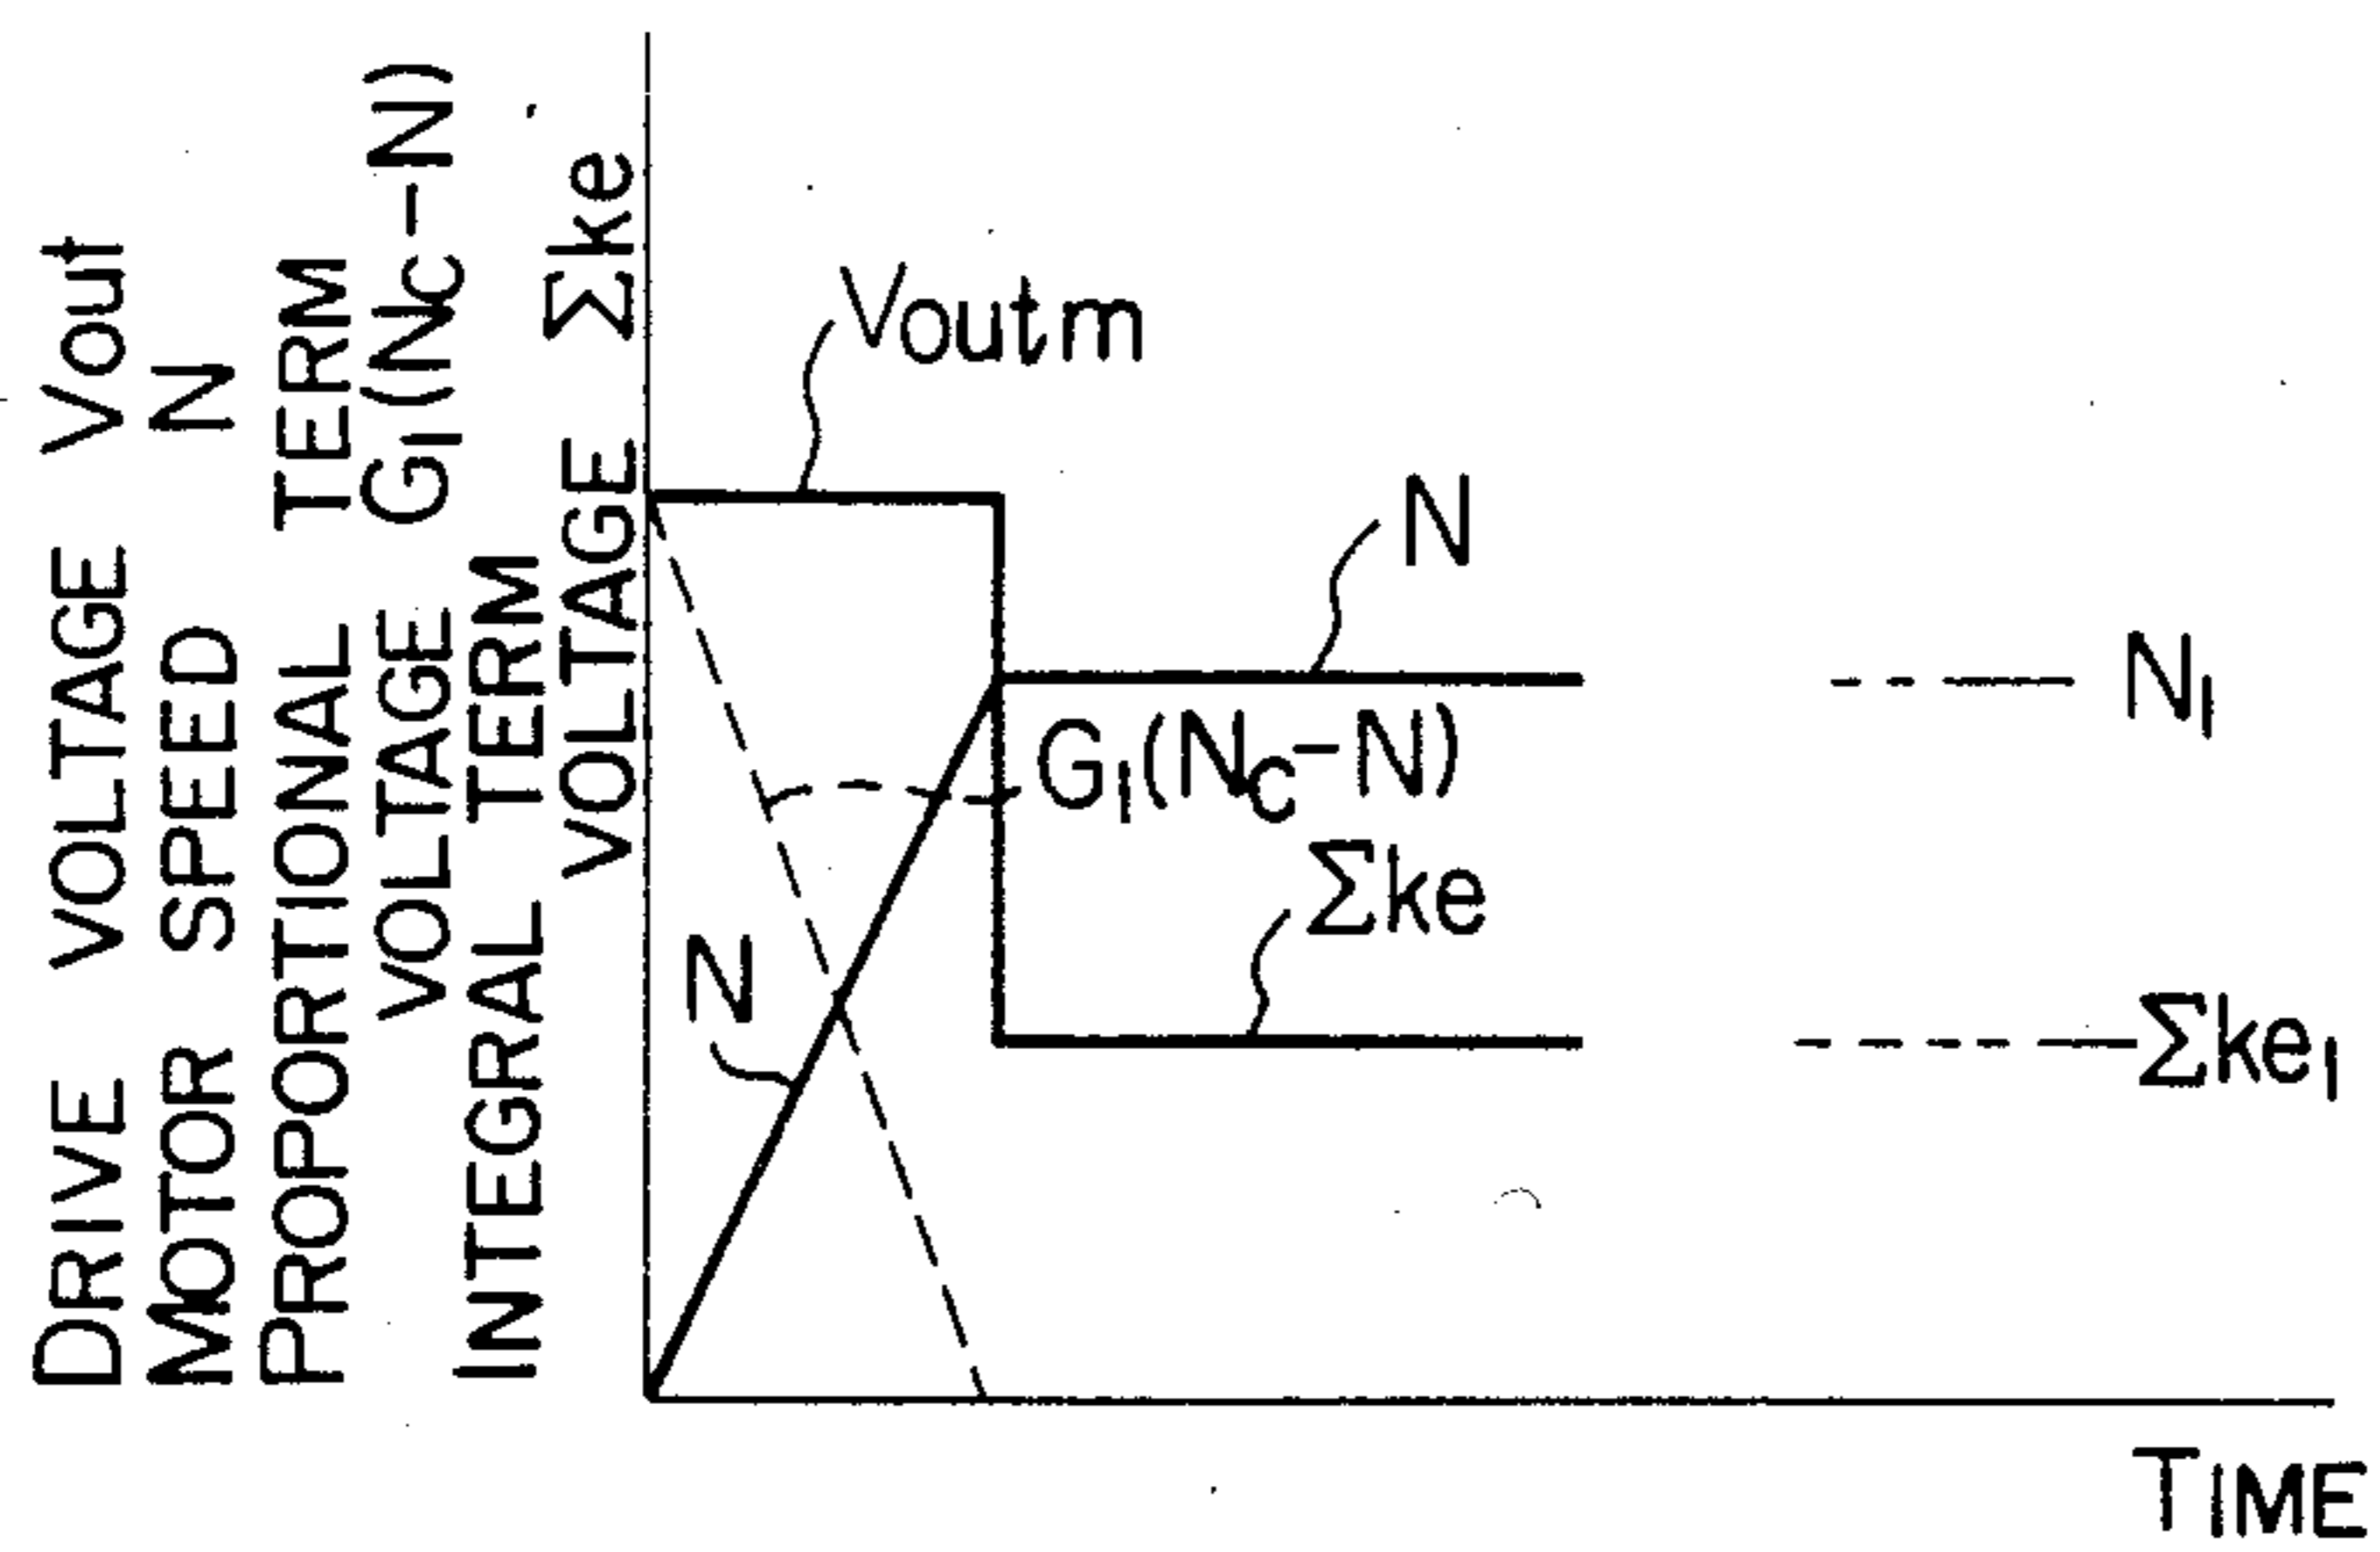 DRIVE VOLTAGE Vout
MOTOR SPEED N
PROPORTIONAL TERM
VOLTAGE G1(NC-N)
INTEGRAL TERM
VOLTAGE Σke
Voutm
N
N1
G1(NC-N)
Σke
N
Σke1
TIME